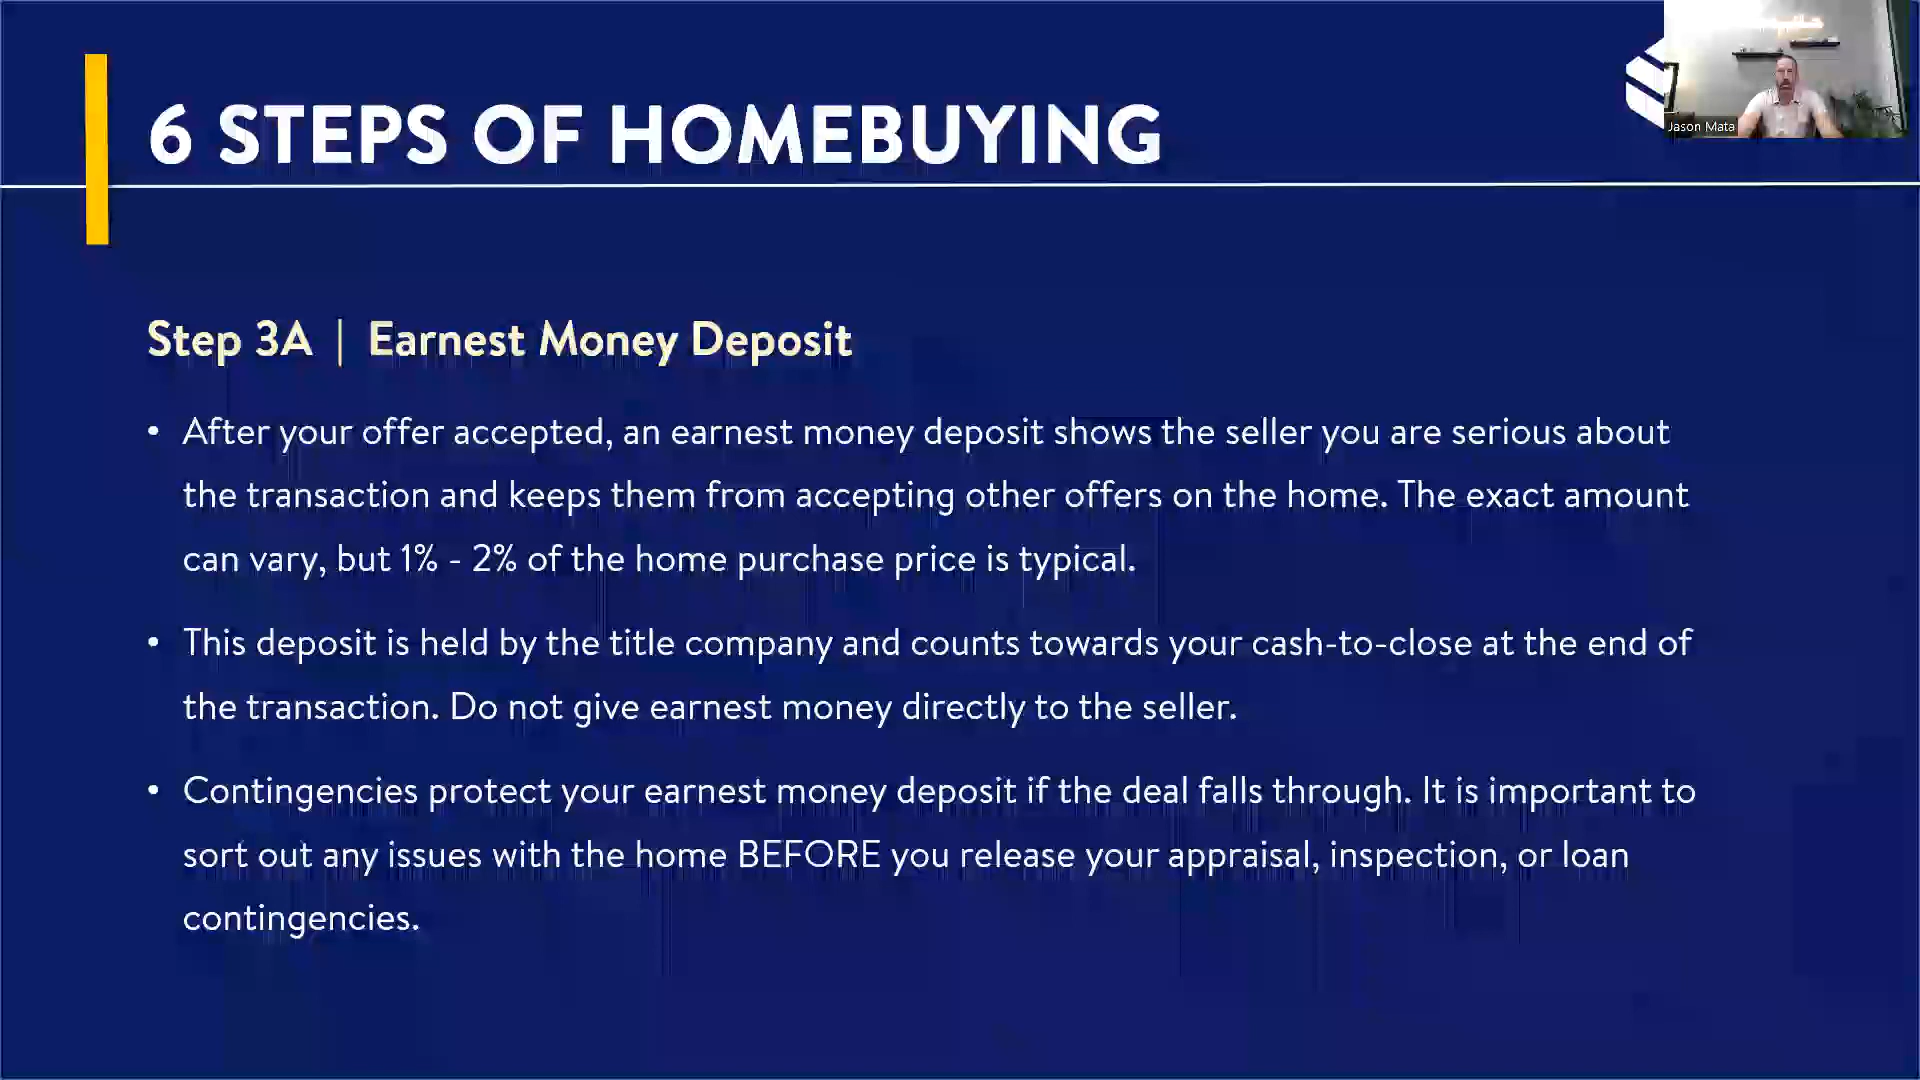 6 STEPS OF HOMEBUYING
Jason Mata
Step 3A | Earnest Money Deposit
• After your offer accepted, an earnest money deposit shows the seller you are serious about
the transaction and keeps them from accepting other offers on the home. The exact amount
can vary, but 1% - 2% of the home purchase price is typical.
• This deposit is held by the title company and counts towards your cash-to-close at the end of
the transaction. Do not give earnest money directly to the seller.
• Contingencies protect your earnest money deposit if the deal falls through. It is important to
sort out any issues with the home BEFORE you release your appraisal, inspection, or loan
contingencies.